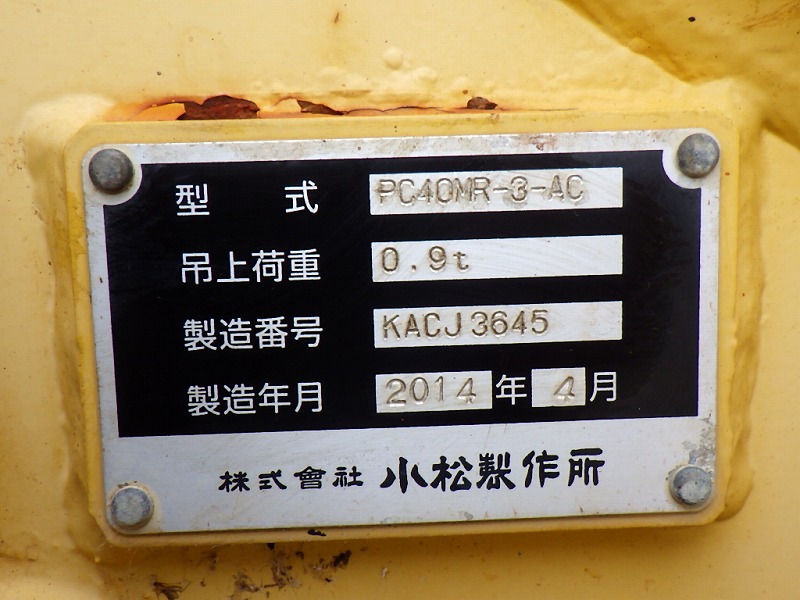 型 式 PC40MR-3-AC
吊上荷重 0.9t
製造番号 KACJ3645
製造年月 2014年4月
株式會社 小松製作所